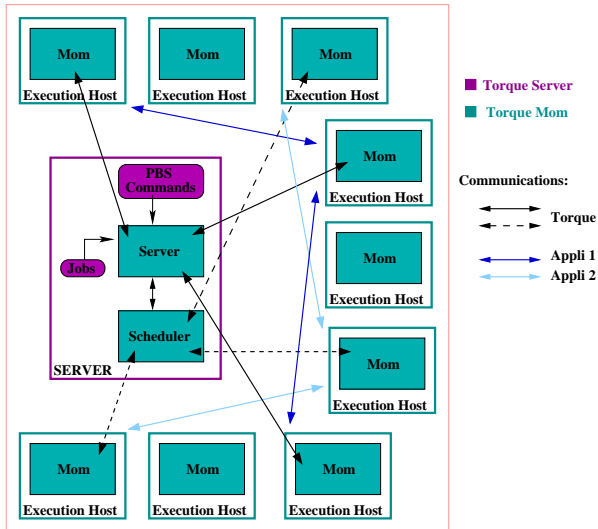 Mom
Execution Host
Mom
Execution Host
Mom
Execution Host
Torque Server
Torque Mom
Mom
Execution Host
PBS
Commands
Server
Jobs
Scheduler
SERVER
Communications:
Torque
Appli 1
Appli 2
Mom
Execution Host
Mom
Execution Host
Mom
Execution Host
Mom
Execution Host
Mom
Execution Host